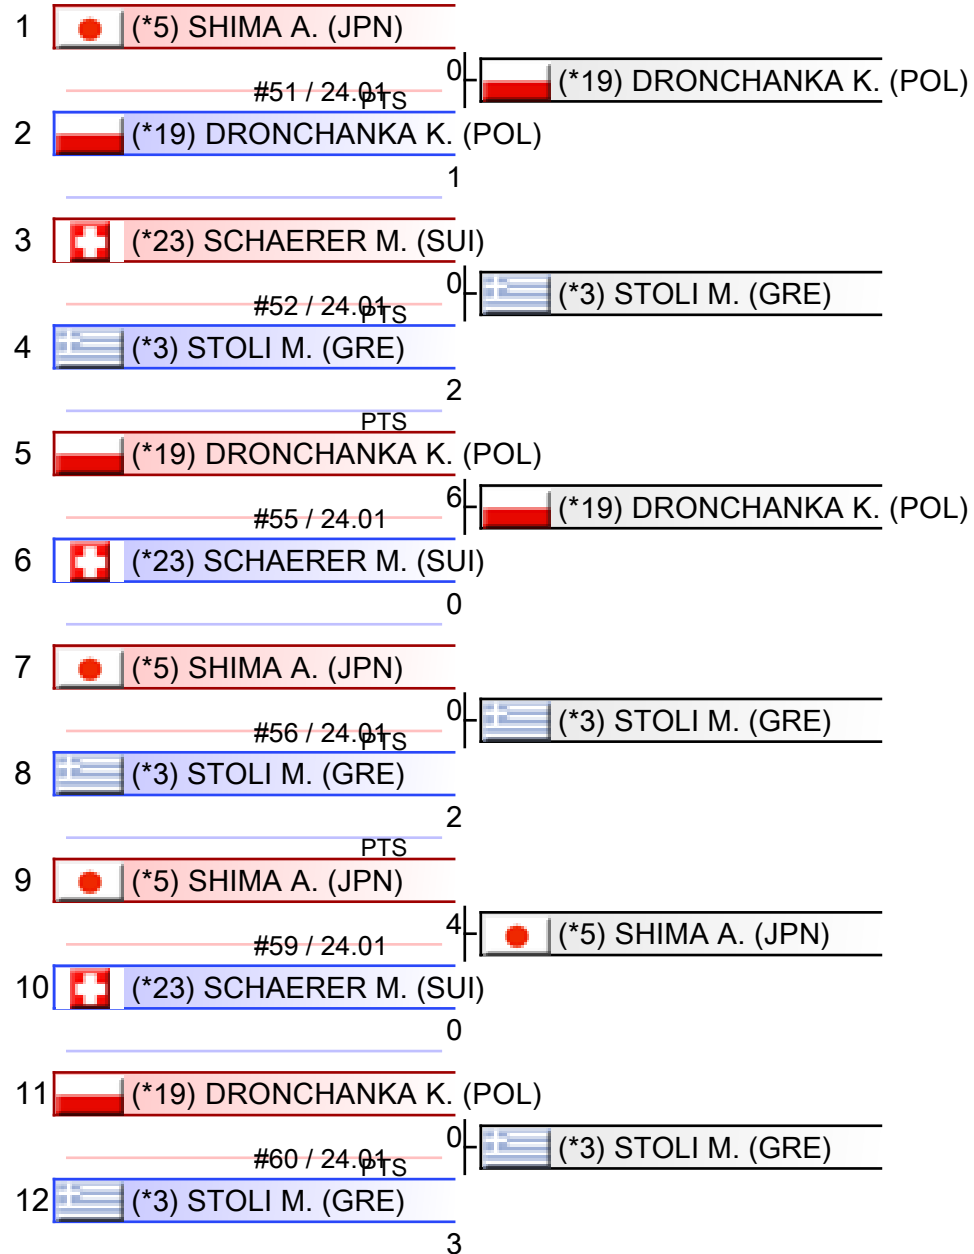 1 (*5) SHIMA A. (JPN)
0
(*19) DRONCHANKA K. (POL)
#51 / 24.01
PTS
2 (*19) DRONCHANKA K. (POL)
1
3 (*23) SCHAERER M. (SUI)
0
(*3) STOLI M. (GRE)
#52 / 24.01
PTS
4 (*3) STOLI M. (GRE)
2
PTS
5 (*19) DRONCHANKA K. (POL)
6
(*19) DRONCHANKA K. (POL)
#55 / 24.01
6 (*23) SCHAERER M. (SUI)
0
7 (*5) SHIMA A. (JPN)
0
(*3) STOLI M. (GRE)
#56 / 24.01
PTS
8 (*3) STOLI M. (GRE)
2
PTS
9 (*5) SHIMA A. (JPN)
4
(*5) SHIMA A. (JPN)
#59 / 24.01
10 (*23) SCHAERER M. (SUI)
0
11 (*19) DRONCHANKA K. (POL)
0
(*3) STOLI M. (GRE)
#60 / 24.01
PTS
12 (*3) STOLI M. (GRE)
3